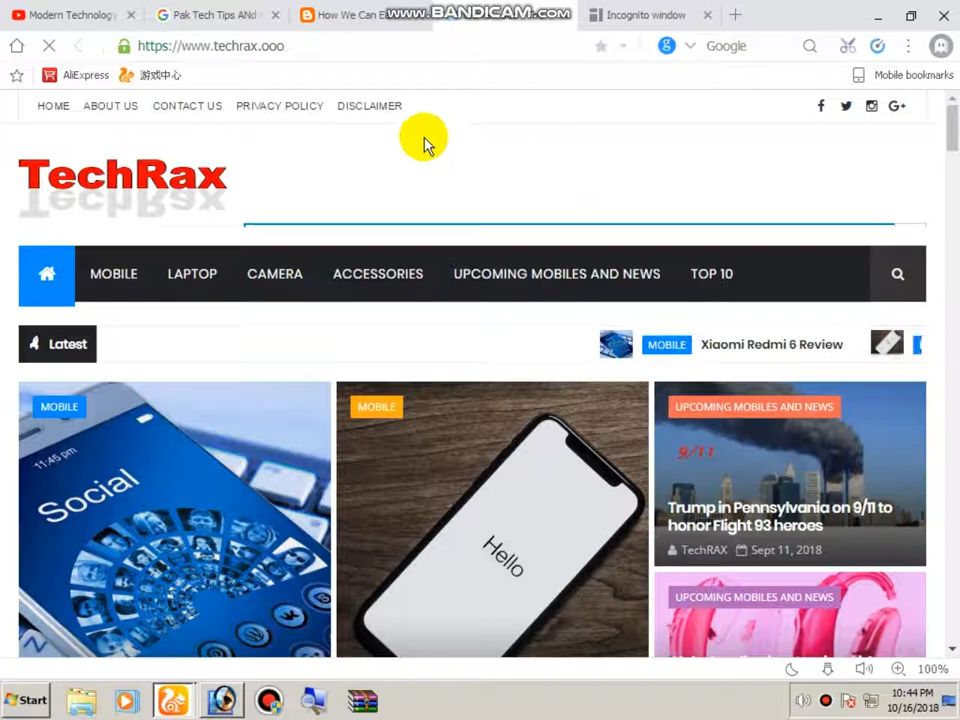 Modern Technology
Pak Tech Tips ANd
How We Can E
www.BANDICAM.com
Incognito window
https://www.techrax.ooo
Google
AliExpress
游戏中心
Mobile bookmarks
HOME ABOUT US CONTACT US PRIVACY POLICY DISCLAIMER
TechRax
MOBILE LAPTOP CAMERA ACCESSORIES UPCOMING MOBILES AND NEWS TOP 10
Latest
MOBILE Xiaomi Redmi 6 Review
MOBILE
11:45 pm
Social
MOBILE
Hello
UPCOMING MOBILES AND NEWS
9/11
Trump in Pennsylvania on 9/11 to
honor Flight 93 heroes
TechRAX Sept 11, 2018
UPCOMING MOBILES AND NEWS
100%
Start
10:44 PM
10/16/2018